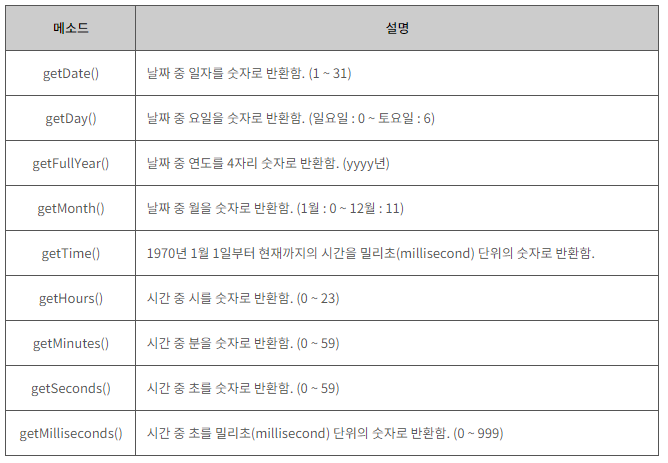 메소드 설명
getDate() 날짜 중 일자를 숫자로 반환함. (1 ~ 31)
getDay() 날짜 중 요일을 숫자로 반환함. (일요일 : 0 ~ 토요일 : 6)
getFullYear() 날짜 중 연도를 4자리 숫자로 반환함. (yyyy년)
getMonth() 날짜 중 월을 숫자로 반환함. (1월 : 0 ~ 12월 : 11)
getTime() 1970년 1월 1일부터 현재까지의 시간을 밀리초(millisecond) 단위의 숫자로 반환함.
getHours() 시간 중 시를 숫자로 반환함. (0 ~ 23)
getMinutes() 시간 중 분을 숫자로 반환함. (0 ~ 59)
getSeconds() 시간 중 초를 숫자로 반환함. (0 ~ 59)
getMilliseconds() 시간 중 초를 밀리초(millisecond) 단위의 숫자로 반환함. (0 ~ 999)